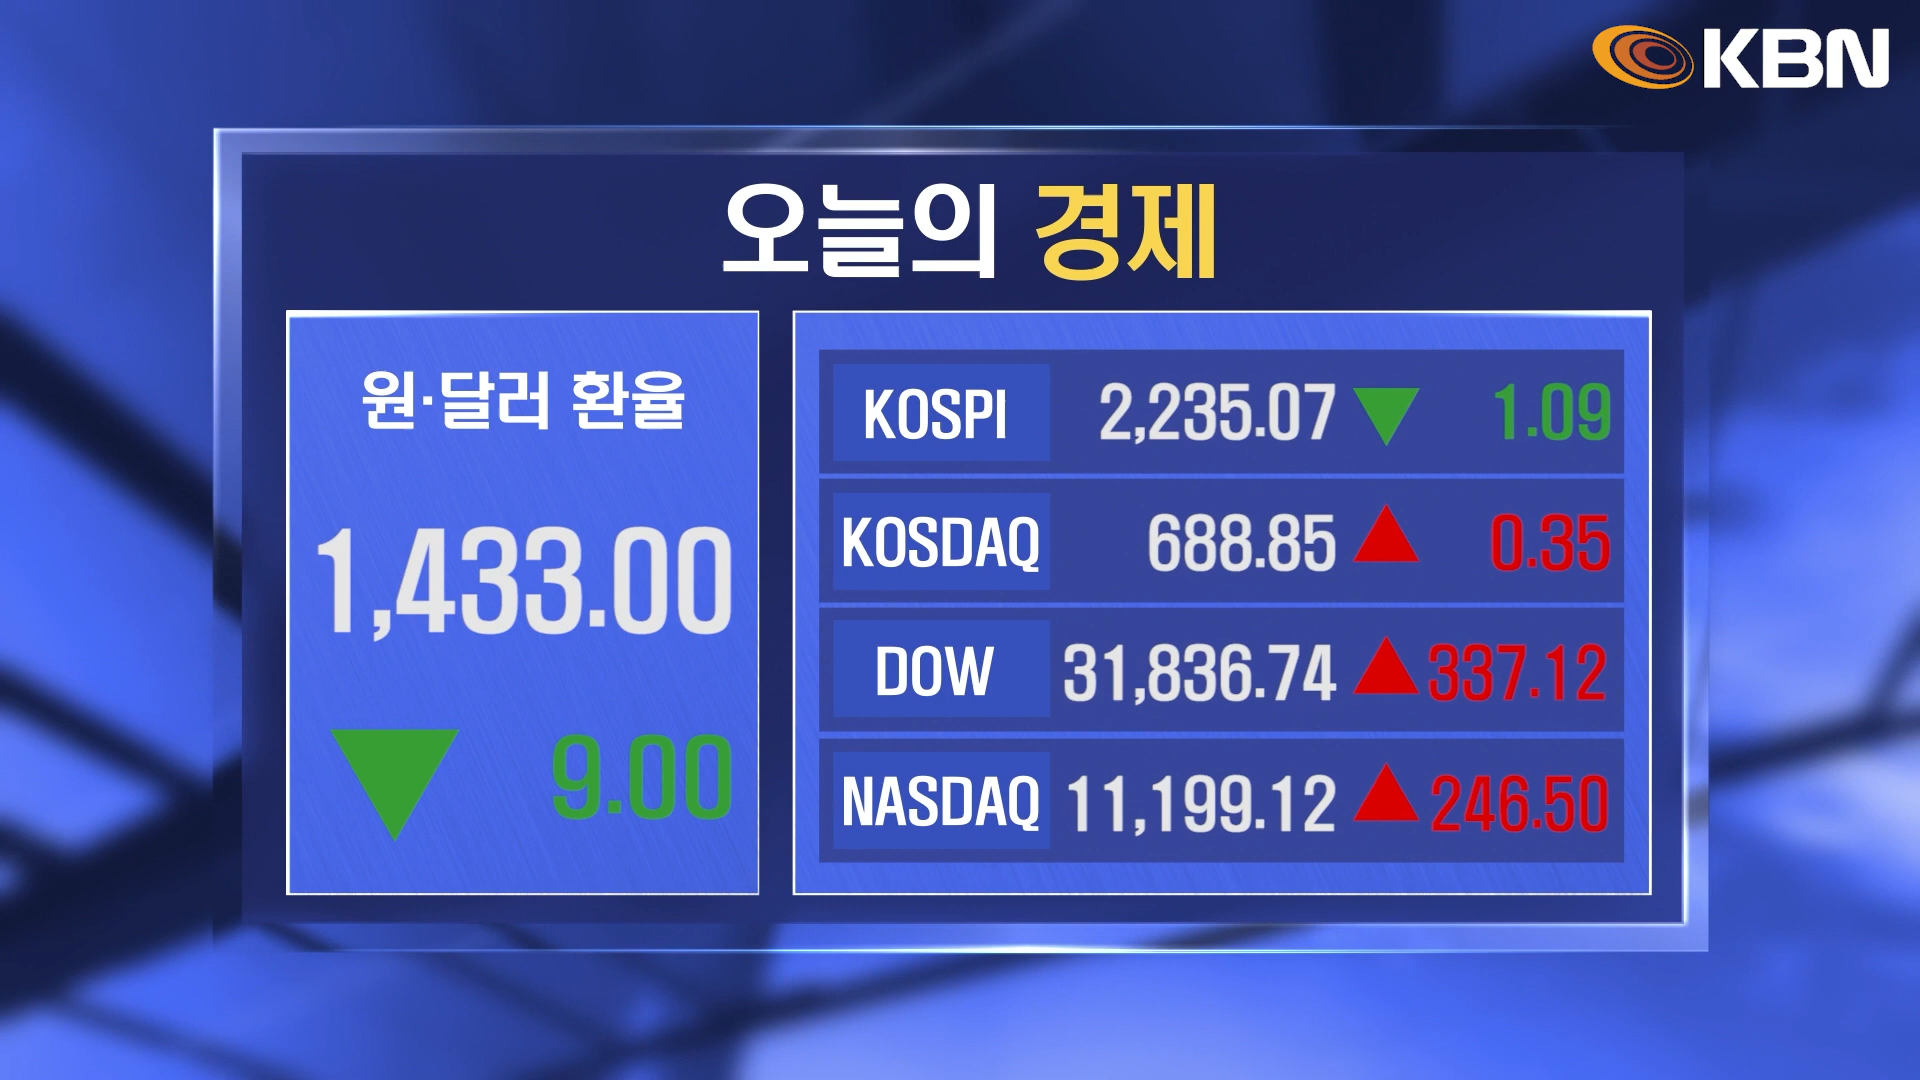 KBN
오늘의 경제
원·달러 환율
1,433.00
▼ 9.00
KOSPI 2,235.07 ▼ 1.09
KOSDAQ 688.85 ▲ 0.35
DOW 31,836.74 ▲ 337.12
NASDAQ 11,199.12 ▲ 246.50